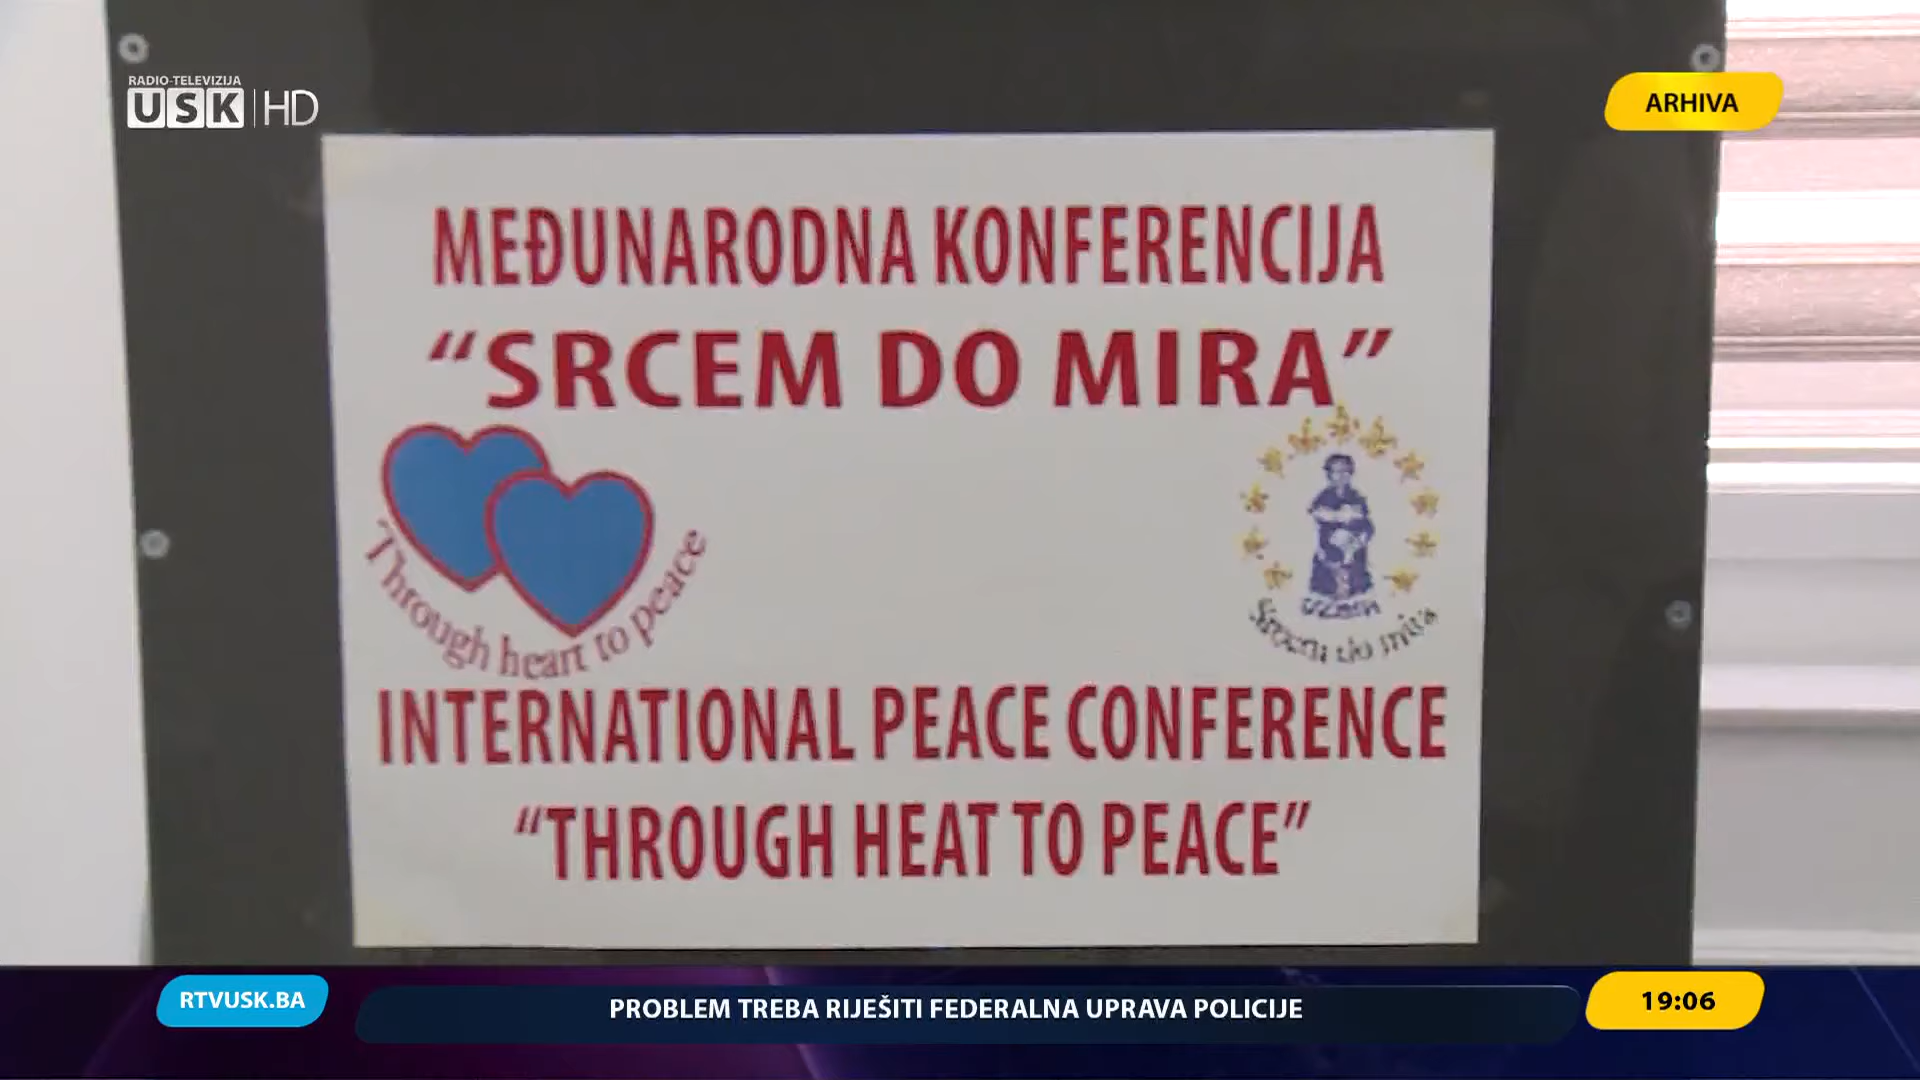 RADIO-TELEVIZIJA
USK HD
ARHIVA
MEĐUNARODNA KONFERENCIJA
“SRCEM DO MIRA”
Through heart to peace
Srcem do mira
INTERNATIONAL PEACE CONFERENCE
“THROUGH HEAT TO PEACE”
RTVUSK.BA
PROBLEM TREBA RIJEŠITI FEDERALNA UPRAVA POLICIJE
19:06